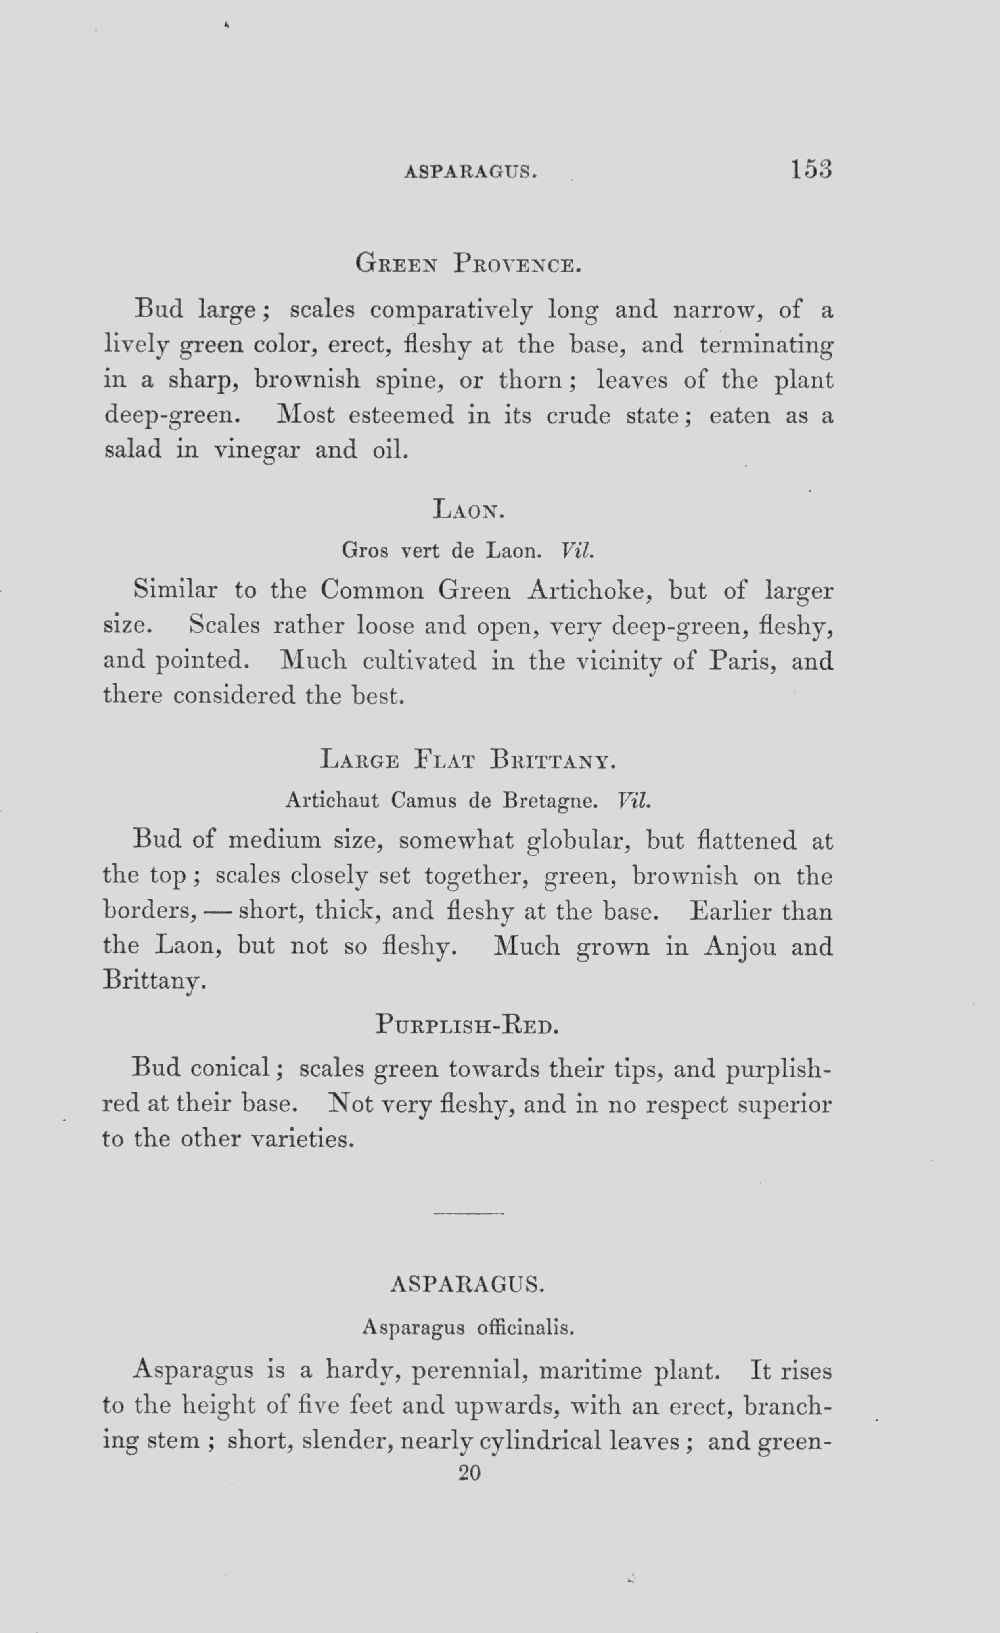 ASPARAGUS. 153
GREEN PROVENCE.
Bud large; scales comparatively long and narrow, of a
lively green color, erect, fleshy at the base, and terminating
in a sharp, brownish spine, or thorn; leaves of the plant
deep-green. Most esteemed in its crude state; eaten as a
salad in vinegar and oil.
LAON.
Gros vert de Laon. Vil.
Similar to the Common Green Artichoke, but of larger
size. Scales rather loose and open, very deep-green, fleshy,
and pointed. Much cultivated in the vicinity of Paris, and
there considered the best.
LARGE FLAT BRITTANY.
Artichaut Camus de Bretagne. Vil.
Bud of medium size, somewhat globular, but flattened at
the top; scales closely set together, green, brownish on the
borders, — short, thick, and fleshy at the base. Earlier than
the Laon, but not so fleshy. Much grown in Anjou and
Brittany.
PURPLISH-RED.
Bud conical; scales green towards their tips, and purplish-
red at their base. Not very fleshy, and in no respect superior
to the other varieties.
ASPARAGUS.
Asparagus officinalis.
Asparagus is a hardy, perennial, maritime plant. It rises
to the height of five feet and upwards, with an erect, branch-
ing stem; short, slender, nearly cylindrical leaves; and green-
20